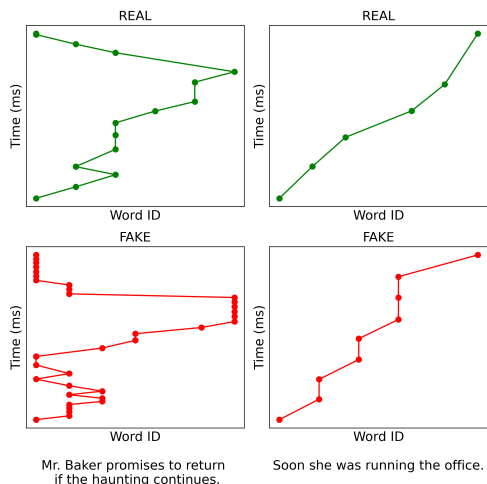 REAL
REAL
Time (ms)
Time (ms)
Word ID
Word ID
FAKE
FAKE
Time (ms)
Time (ms)
Word ID
Word ID
Mr. Baker promises to return
if the haunting continues.
Soon she was running the office.